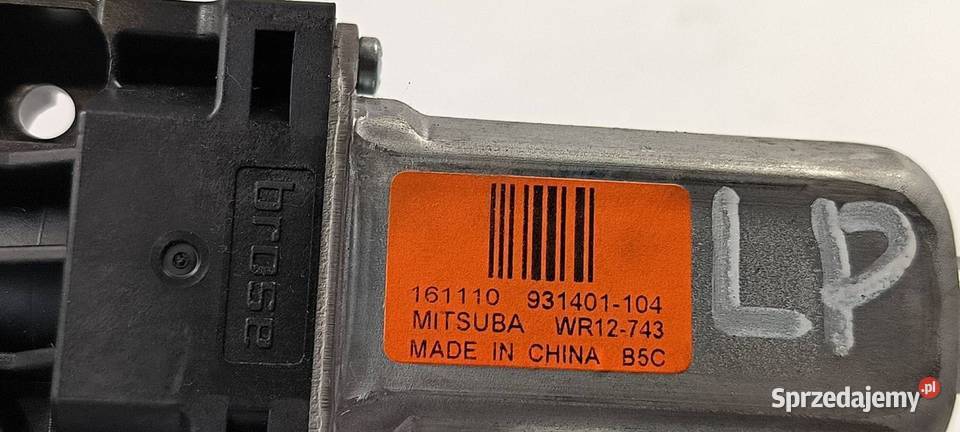 brose
161110 931401-104
MITSUBA WR12-743
MADE IN CHINA B5C
LP
Sprzedajemy.pl